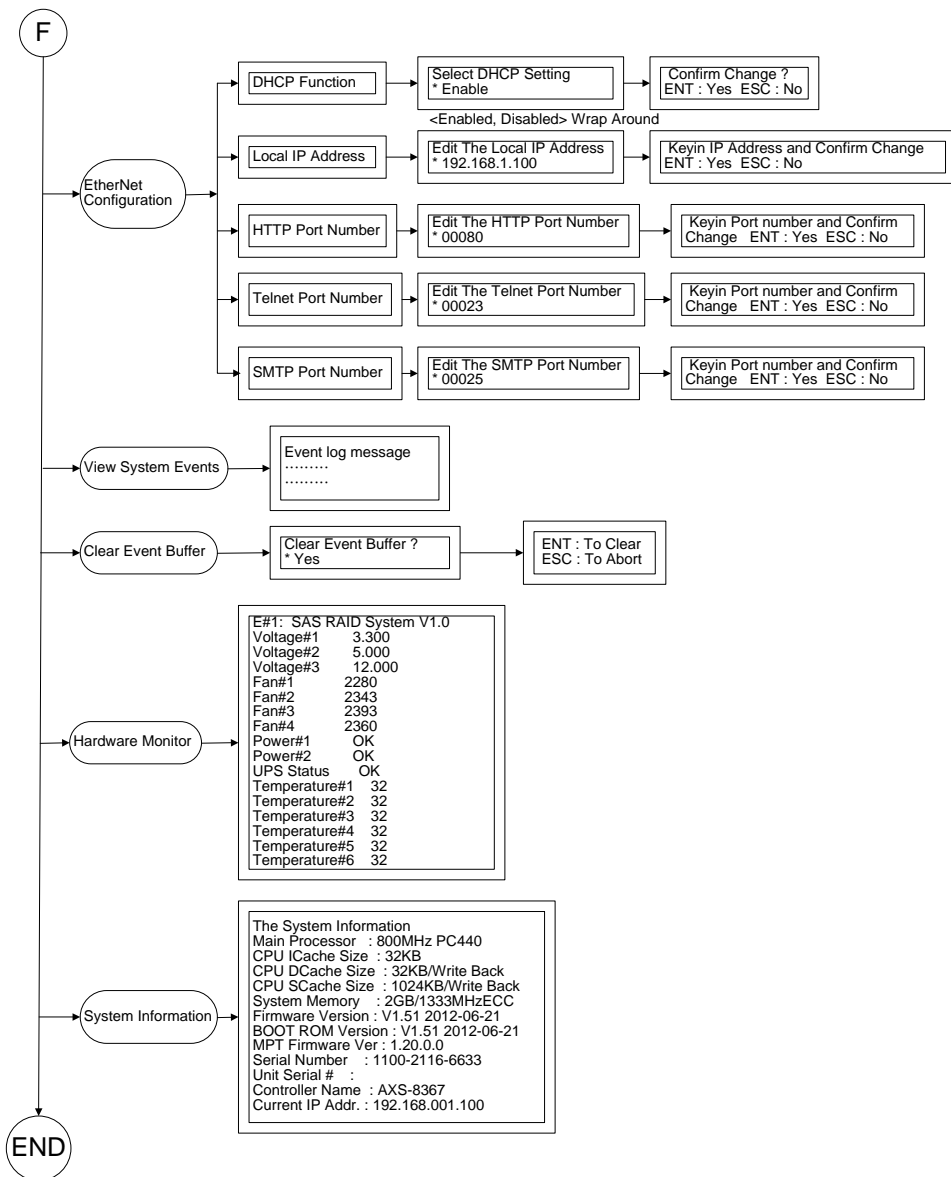 F
DHCP Function
Select DHCP Setting
* Enable
Confirm Change ?
ENT : Yes  ESC : No
<Enabled, Disabled> Wrap Around
Local IP Address
Edit The Local IP Address
* 192.168.1.100
Keyin IP Address and Confirm Change
ENT : Yes  ESC : No
EtherNet
Configuration
HTTP Port Number
Edit The HTTP Port Number
* 00080
Keyin Port number and Confirm
Change   ENT : Yes  ESC : No
Telnet Port Number
Edit The Telnet Port Number
* 00023
Keyin Port number and Confirm
Change   ENT : Yes  ESC : No
SMTP Port Number
Edit The SMTP Port Number
* 00025
Keyin Port number and Confirm
Change   ENT : Yes  ESC : No
View System Events
Event log message
.........
.........
Clear Event Buffer
Clear Event Buffer ?
* Yes
ENT : To Clear
ESC : To Abort
Hardware Monitor
E#1:  SAS RAID System V1.0
Voltage#1 3.300
Voltage#2 5.000
Voltage#3 12.000
Fan#1 2280
Fan#2 2343
Fan#3 2393
Fan#4 2360
Power#1 OK
Power#2 OK
UPS Status OK
Temperature#1 32
Temperature#2 32
Temperature#3 32
Temperature#4 32
Temperature#5 32
Temperature#6 32
System Information
The System Information
Main Processor : 800MHz PC440
CPU ICache Size : 32KB
CPU DCache Size : 32KB/Write Back
CPU SCache Size : 1024KB/Write Back
System Memory : 2GB/1333MHzECC
Firmware Version : V1.51 2012-06-21
BOOT ROM Version : V1.51 2012-06-21
MPT Firmware Ver : 1.20.0.0
Serial Number : 1100-2116-6633
Unit Serial # :
Controller Name : AXS-8367
Current IP Addr. : 192.168.001.100
END